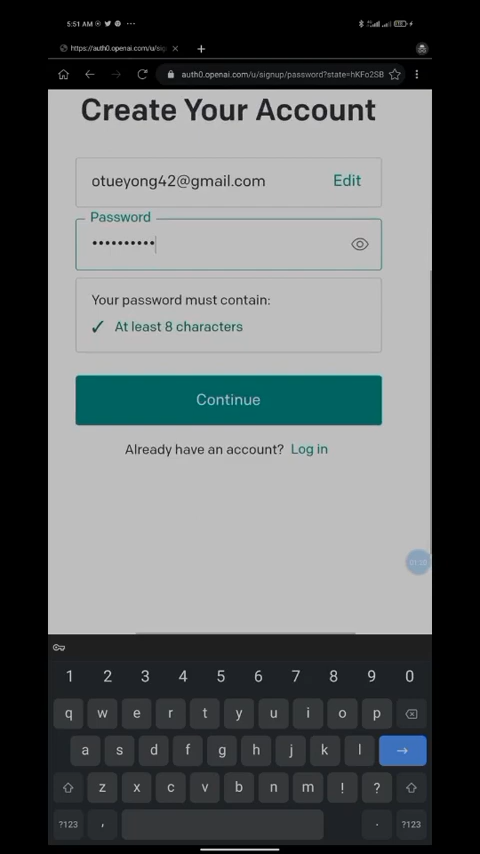 5:51 AM
https://auth0.openai.com/u/sig
auth0.openai.com/u/signup/password?state=hKFo2SB
Create Your Account
otueyong42@gmail.com Edit
Password
••••••••••
Your password must contain:
✓ At least 8 characters
Continue
Already have an account? Log in
1 2 3 4 5 6 7 8 9 0
q w e r t y u i o p
a s d f g h j k l
z x c v b n m ! ?
?123 , . ?123